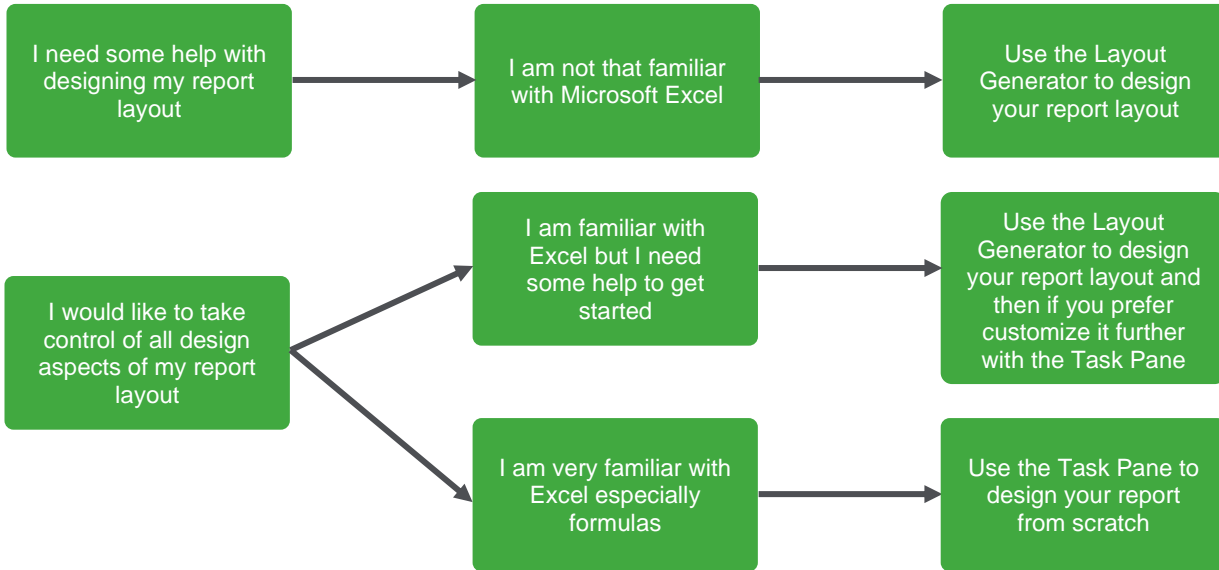 I need some help with
designing my report
layout
I am not that familiar
with Microsoft Excel
Use the Layout
Generator to design
your report layout
I would like to take
control of all design
aspects of my report
layout
I am familiar with
Excel but I need
some help to get
started
Use the Layout
Generator to design
your report layout and
then if you prefer
customize it further
with the Task Pane
I am very familiar with
Excel especially
formulas
Use the Task Pane to
design your report
from scratch